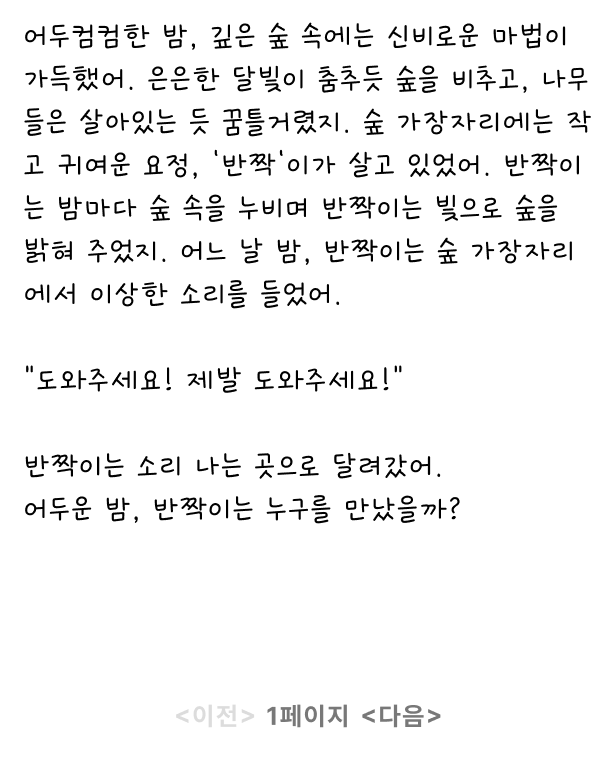 어두컴컴한 밤, 깊은 숲 속에는 신비로운 마법이
가득했어. 은은한 달빛이 춤추듯 숲을 비추고, 나무
들은 살아있는 듯 꿈틀거렸지. 숲 가장자리에는 작
고 귀여운 요정, '반짝'이가 살고 있었어. 반짝이
는 밤마다 숲 속을 누비며 반짝이는 빛으로 숲을
밝혀 주었지. 어느 날 밤, 반짝이는 숲 가장자리
에서 이상한 소리를 들었어.
"도와주세요! 제발 도와주세요!"
반짝이는 소리 나는 곳으로 달려갔어.
어두운 밤, 반짝이는 누구를 만났을까?
<이전> 1페이지 <다음>